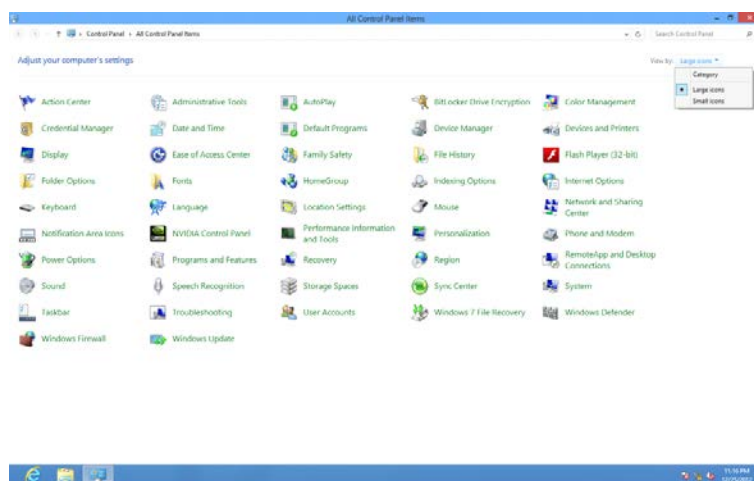 All Control Panel Items
Control Panel All Control Panel Items
Search Control Panel
Adjust your computer's settings
View by: Large icons
Category
Large icons
Small icons
Action Center Administrative Tools AutoPlay BitLocker Drive Encryption Color Management
Credential Manager Date and Time Default Programs Device Manager Devices and Printers
Display Ease of Access Center Family Safety File History Flash Player (32-bit)
Folder Options Fonts HomeGroup Indexing Options Internet Options
Keyboard Language Location Settings Mouse Network and Sharing
Center
Notification Area Icons NVIDIA Control Panel Performance Information
and Tools
Personalization Phone and Modem
Power Options Programs and Features Recovery Region RemoteApp and Desktop
Connections
Sound Speech Recognition Storage Spaces Sync Center System
Taskbar Troubleshooting User Accounts Windows 7 File Recovery Windows Defender
Windows Firewall Windows Update
11:16 PM